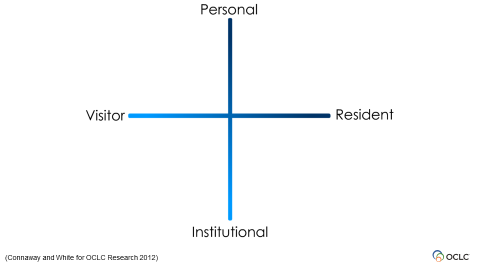 Personal
Visitor
Resident
Institutional
(Connaway and White for OCLC Research 2012)
OCLC